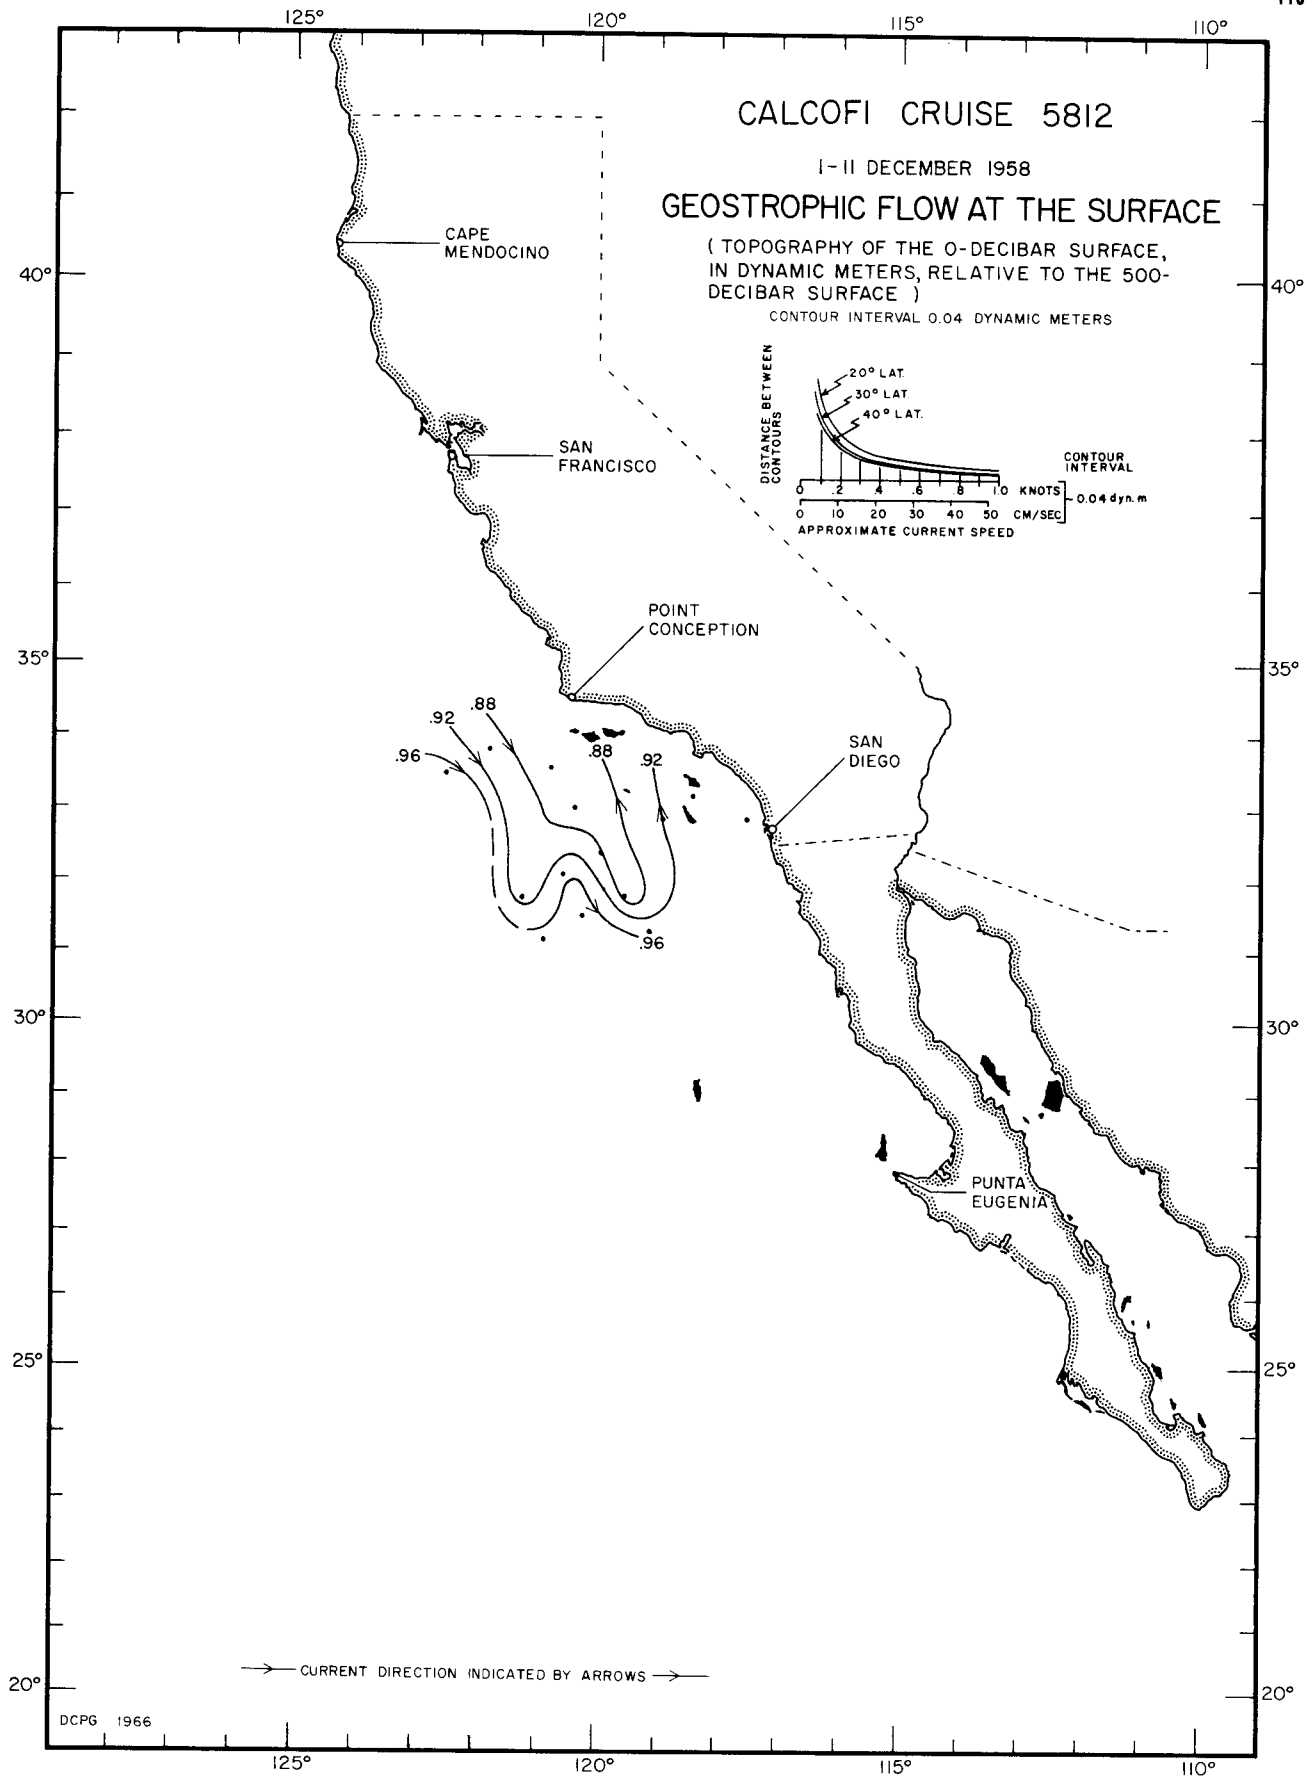 125°
120°
115°
110°
CALCOFI CRUISE 5812
1-11 DECEMBER 1958
GEOSTROPHIC FLOW AT THE SURFACE
( TOPOGRAPHY OF THE 0-DECIBAR SURFACE,
IN DYNAMIC METERS, RELATIVE TO THE 500-
DECIBAR SURFACE )
CONTOUR INTERVAL 0.04 DYNAMIC METERS
DISTANCE BETWEEN
CONTOURS
20° LAT.
30° LAT.
40° LAT.
CONTOUR
INTERVAL
0 .2 .4 .6 .8 1.0 KNOTS
0.04 dyn. m
0 10 20 30 40 50 CM/SEC
APPROXIMATE CURRENT SPEED
CAPE
MENDOCINO
40°
40°
SAN
FRANCISCO
POINT
CONCEPTION
35°
35°
.88
.92
.96
.88
.92
SAN
DIEGO
.96
30°
30°
PUNTA
EUGENIA
25°
25°
CURRENT DIRECTION INDICATED BY ARROWS
20°
20°
DCPG 1966
125°
120°
115°
110°